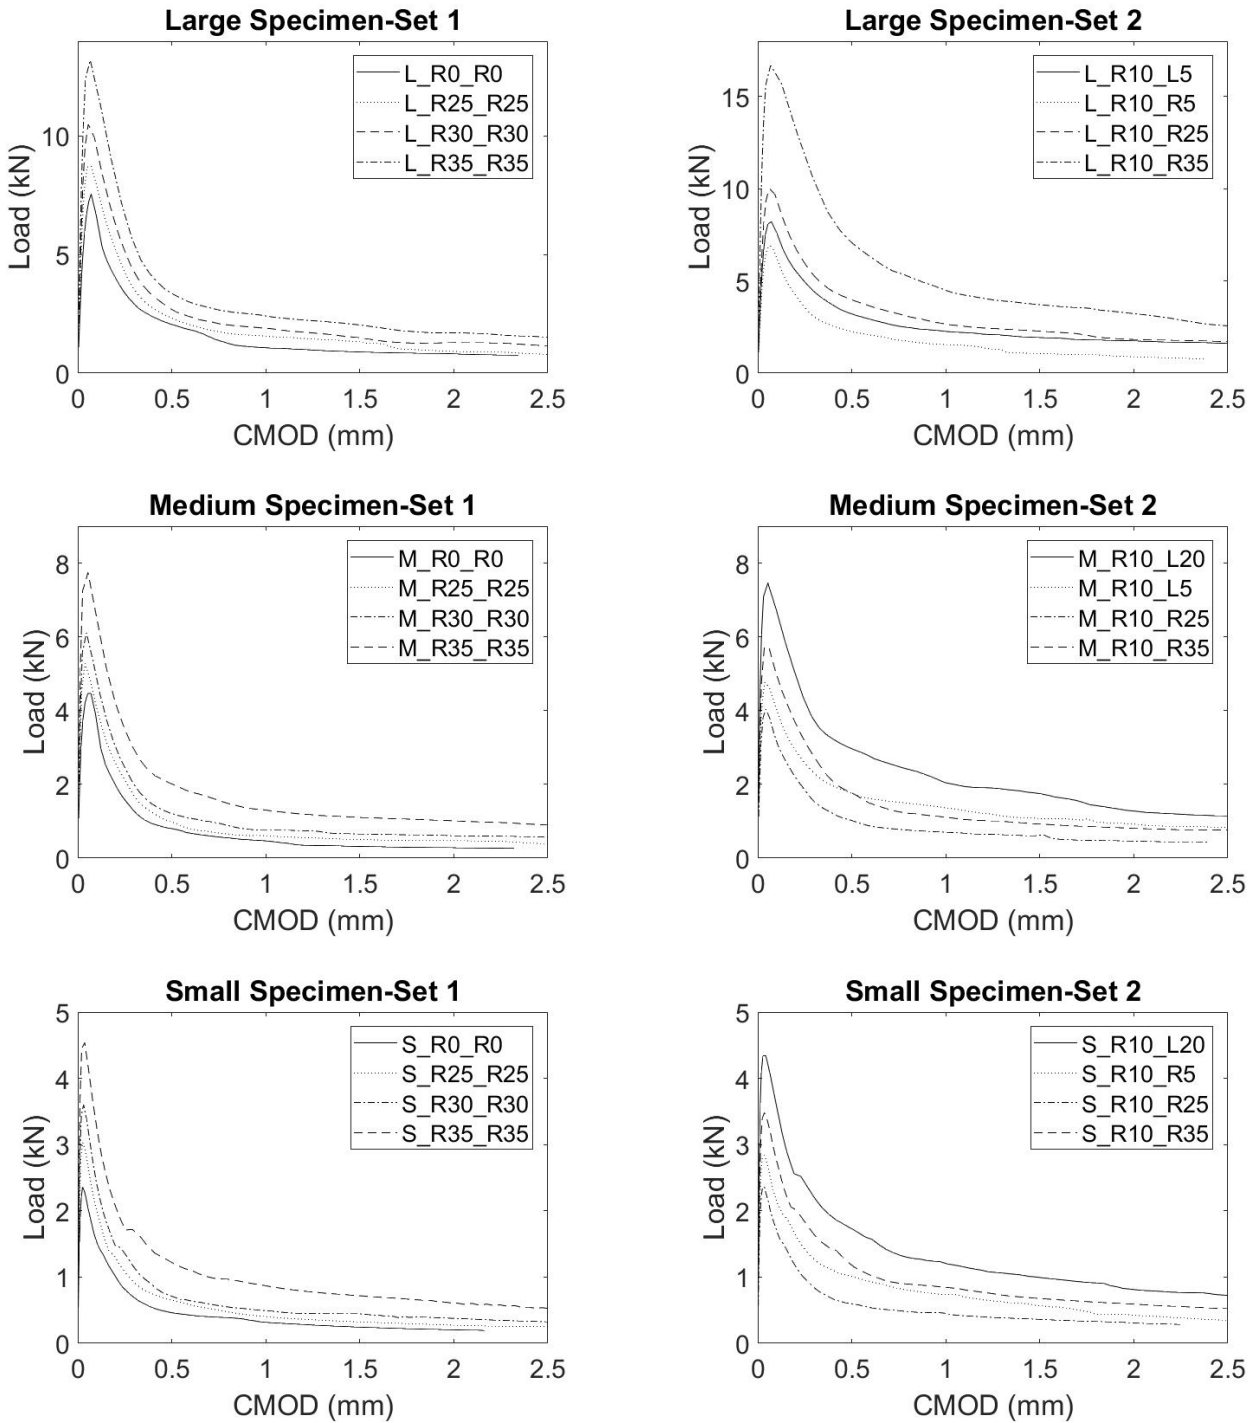 Large Specimen-Set 1
Load (kN)
10
5
0
L_R0_R0
L_R25_R25
L_R30_R30
L_R35_R35
0 0.5 1 1.5 2 2.5
CMOD (mm)
Large Specimen-Set 2
Load (kN)
15
10
5
0
L_R10_L5
L_R10_R5
L_R10_R25
L_R10_R35
0 0.5 1 1.5 2 2.5
CMOD (mm)
Medium Specimen-Set 1
Load (kN)
8
6
4
2
0
M_R0_R0
M_R25_R25
M_R30_R30
M_R35_R35
0 0.5 1 1.5 2 2.5
CMOD (mm)
Medium Specimen-Set 2
Load (kN)
8
6
4
2
0
M_R10_L20
M_R10_L5
M_R10_R25
M_R10_R35
0 0.5 1 1.5 2 2.5
CMOD (mm)
Small Specimen-Set 1
Load (kN)
5
4
3
2
1
0
S_R0_R0
S_R25_R25
S_R30_R30
S_R35_R35
0 0.5 1 1.5 2 2.5
CMOD (mm)
Small Specimen-Set 2
Load (kN)
5
4
3
2
1
0
S_R10_L20
S_R10_R5
S_R10_R25
S_R10_R35
0 0.5 1 1.5 2 2.5
CMOD (mm)